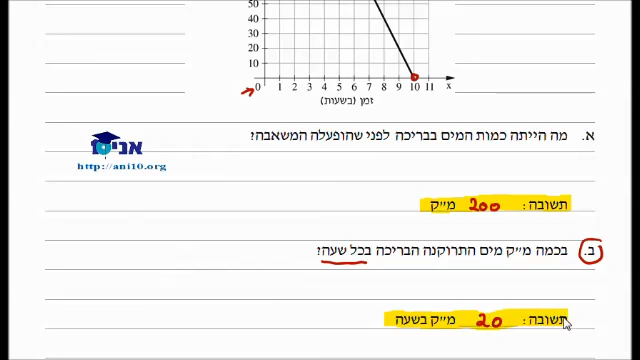 50
40
30
20
10
0 1 2 3 4 5 6 7 8 9 10 11 x
זמן (בשעות)
א. מה הייתה כמות המים בבריכה לפני שהופעלה המשאבה?
אני10
http://ani10.org
תשובה: 200 מ״ק
ב. בכמה מ״ק מים התרוקנה הבריכה בכל שעה?
תשובה: 20 מ״ק בשעה